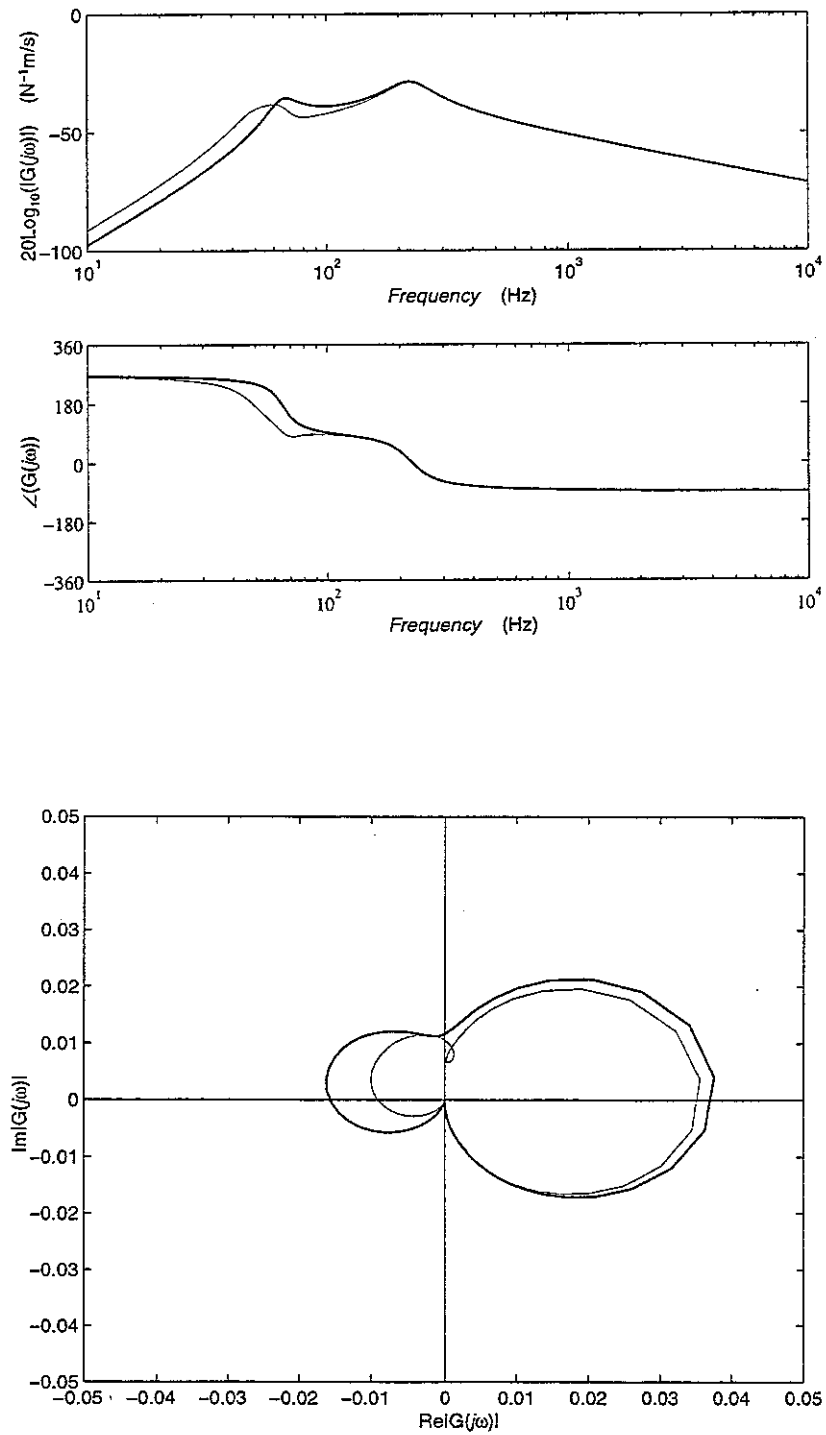 20Log₁₀(|G(jω)|) (N⁻¹m/s)
0
−50
−100
10¹ 10² 10³ 10⁴
Frequency (Hz)
∠(G(jω))
360
180
0
−180
−360
10¹ 10² 10³ 10⁴
Frequency (Hz)
Im|G(jω)|
0.05
0.04
0.03
0.02
0.01
0
−0.01
−0.02
−0.03
−0.04
−0.05
−0.05 −0.04 −0.03 −0.02 −0.01 0 0.01 0.02 0.03 0.04 0.05
Re|G(jω)|